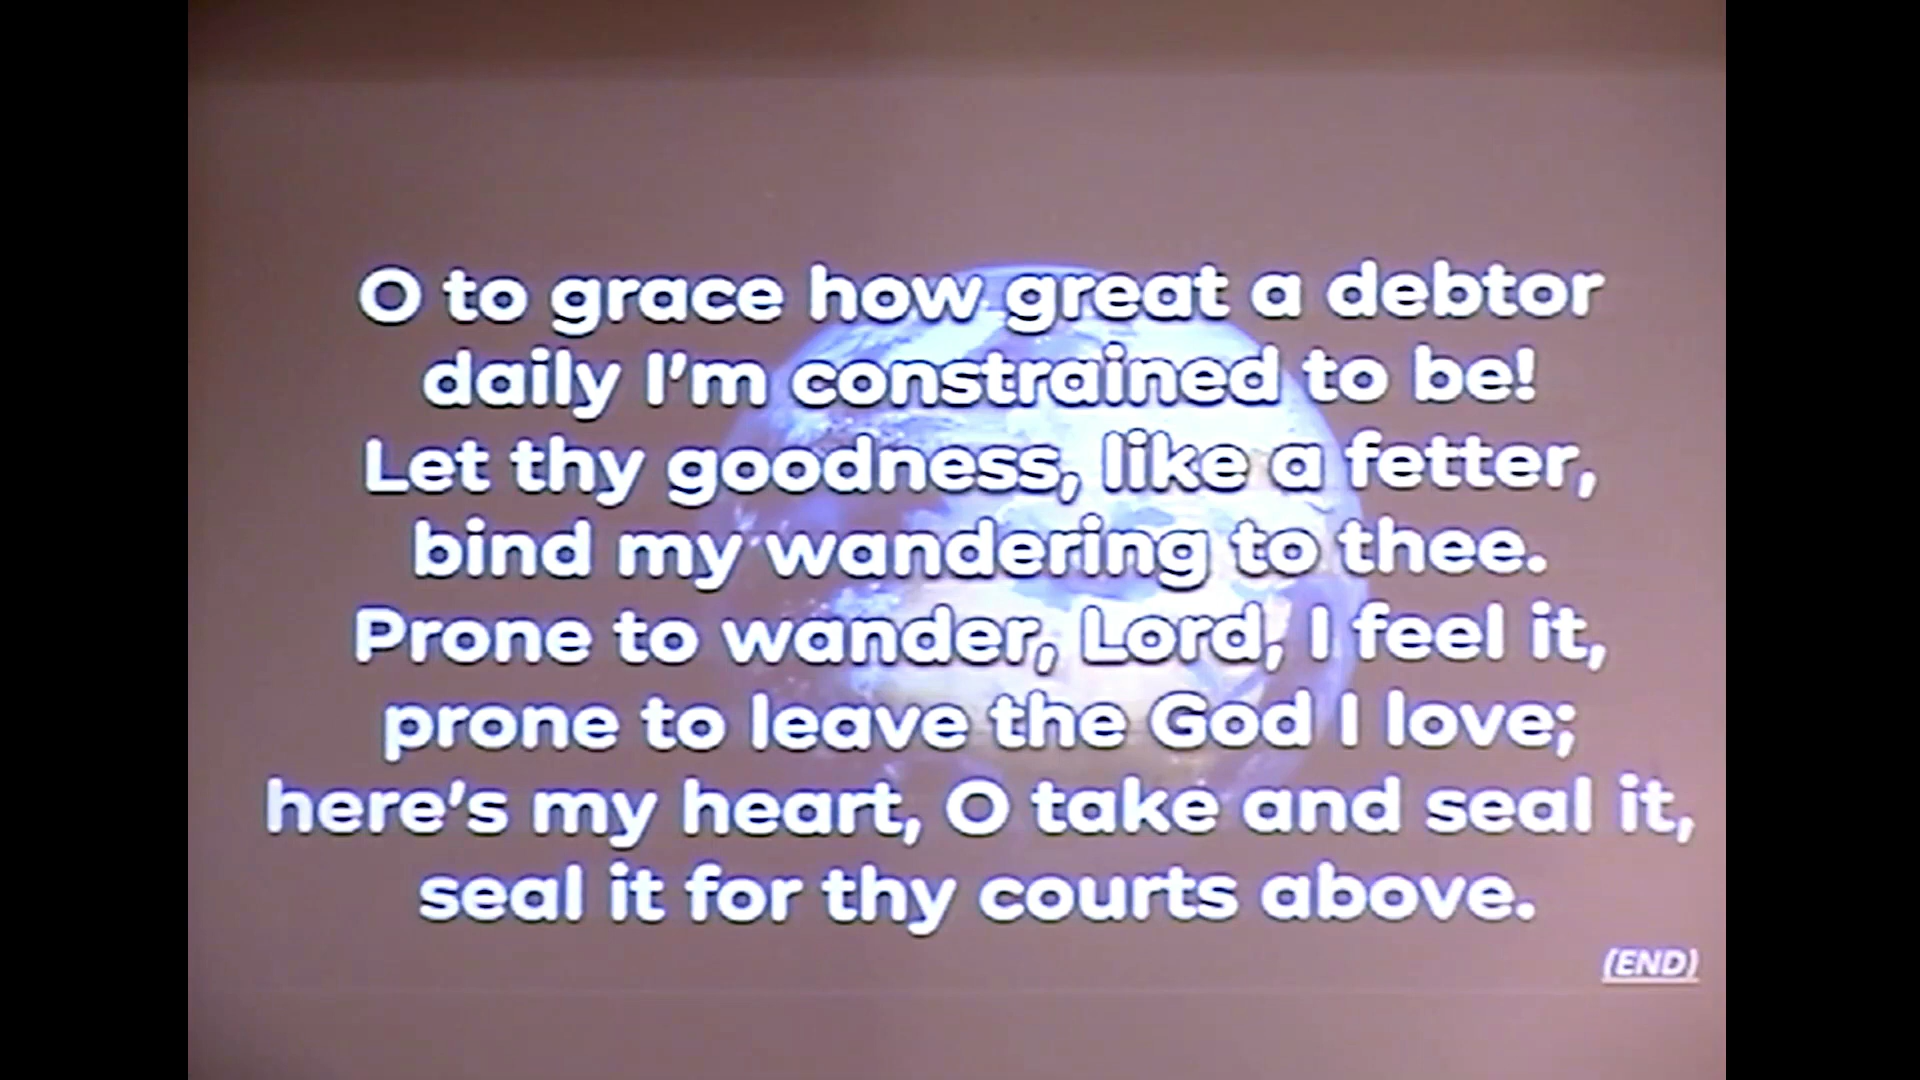 O to grace how great a debtor
daily I'm constrained to be!
Let thy goodness, like a fetter,
bind my wandering to thee.
Prone to wander, Lord, I feel it,
prone to leave the God I love;
here's my heart, O take and seal it,
seal it for thy courts above.
(END)